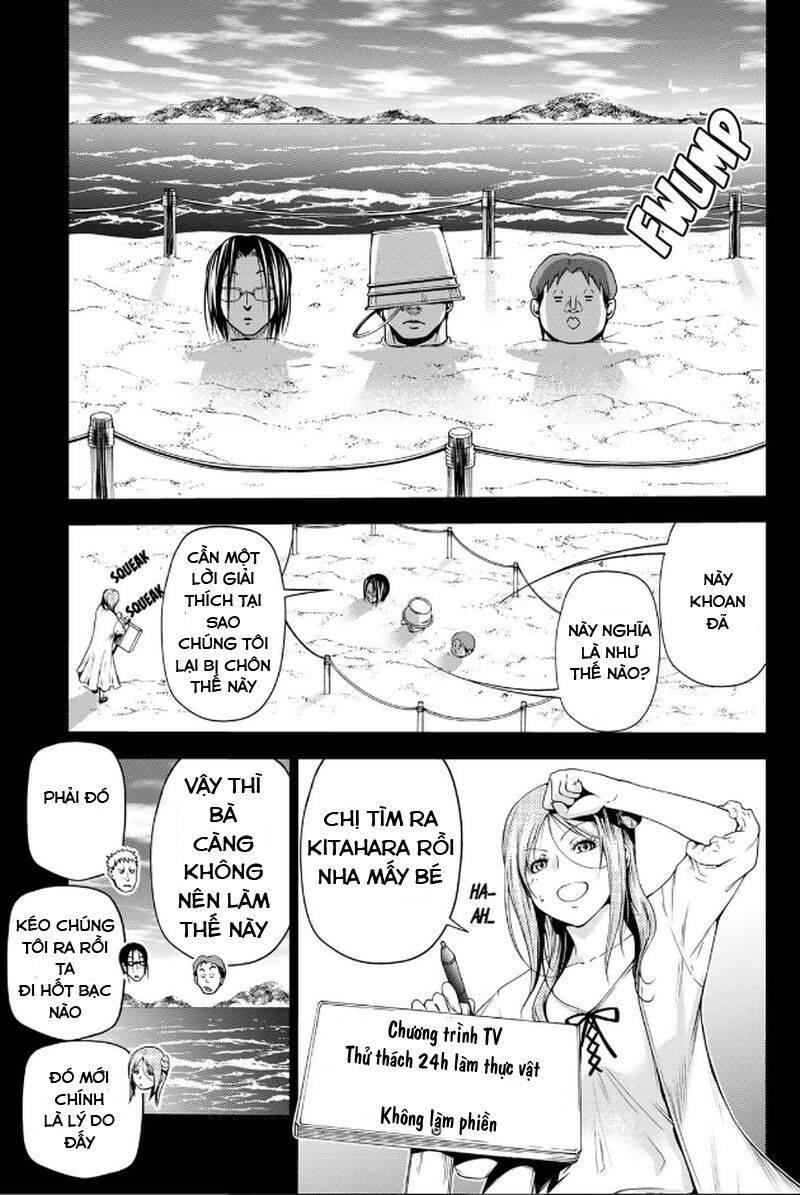 FWUMP
NÀY
KHOAN
ĐÃ
NÀY NGHĨA
LÀ NHƯ
THẾ NÀO?
CẦN MỘT
LỜI GIẢI
THÍCH TẠI
SAO
CHÚNG TÔI
LẠI BỊ CHÔN
THẾ NÀY
SQUEAK
SQUEAK
CHỊ TÌM RA
KITAHARA RỒI
NHA MẤY BÉ
HA-
AH...
Chương trình TV
Thử thách 24h làm thực vật
Không làm phiền
VẬY THÌ
BÀ
CÀNG
KHÔNG
NÊN LÀM
THẾ NÀY
PHẢI ĐÓ
KÉO CHÚNG
TÔI RA RỒI
TA
ĐI HỐT BẠC
NÀO
ĐÓ MỚI
CHÍNH
LÀ LÝ DO
ĐẤY